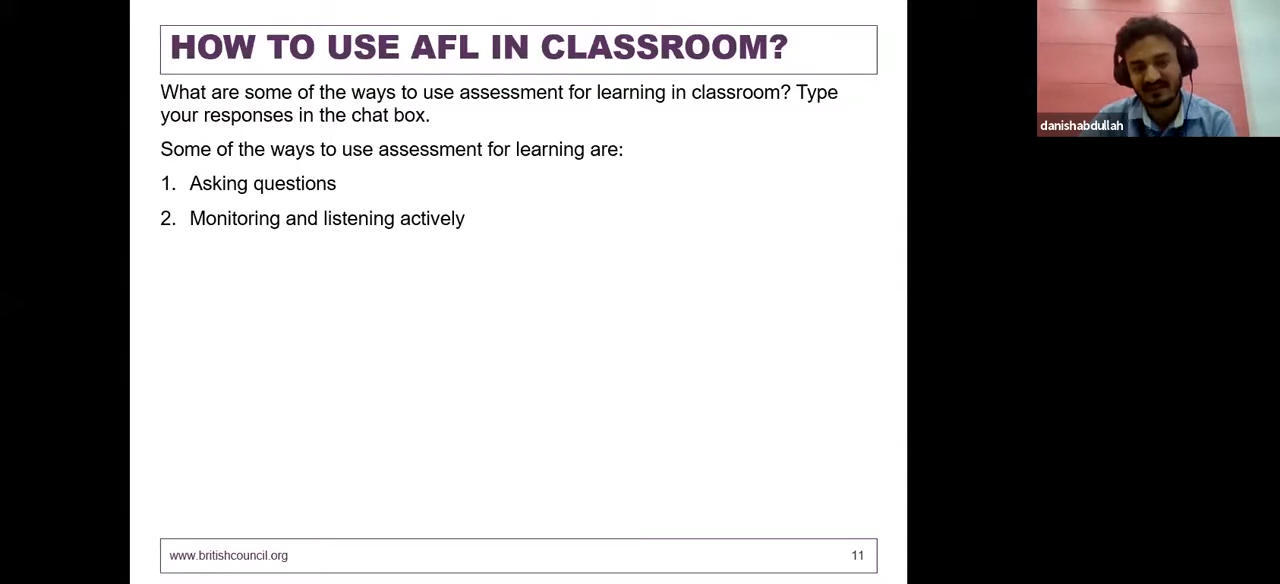 HOW TO USE AFL IN CLASSROOM?
What are some of the ways to use assessment for learning in classroom? Type
your responses in the chat box.
Some of the ways to use assessment for learning are:
1. Asking questions
2. Monitoring and listening actively
www.britishcouncil.org
11
danishabdullah